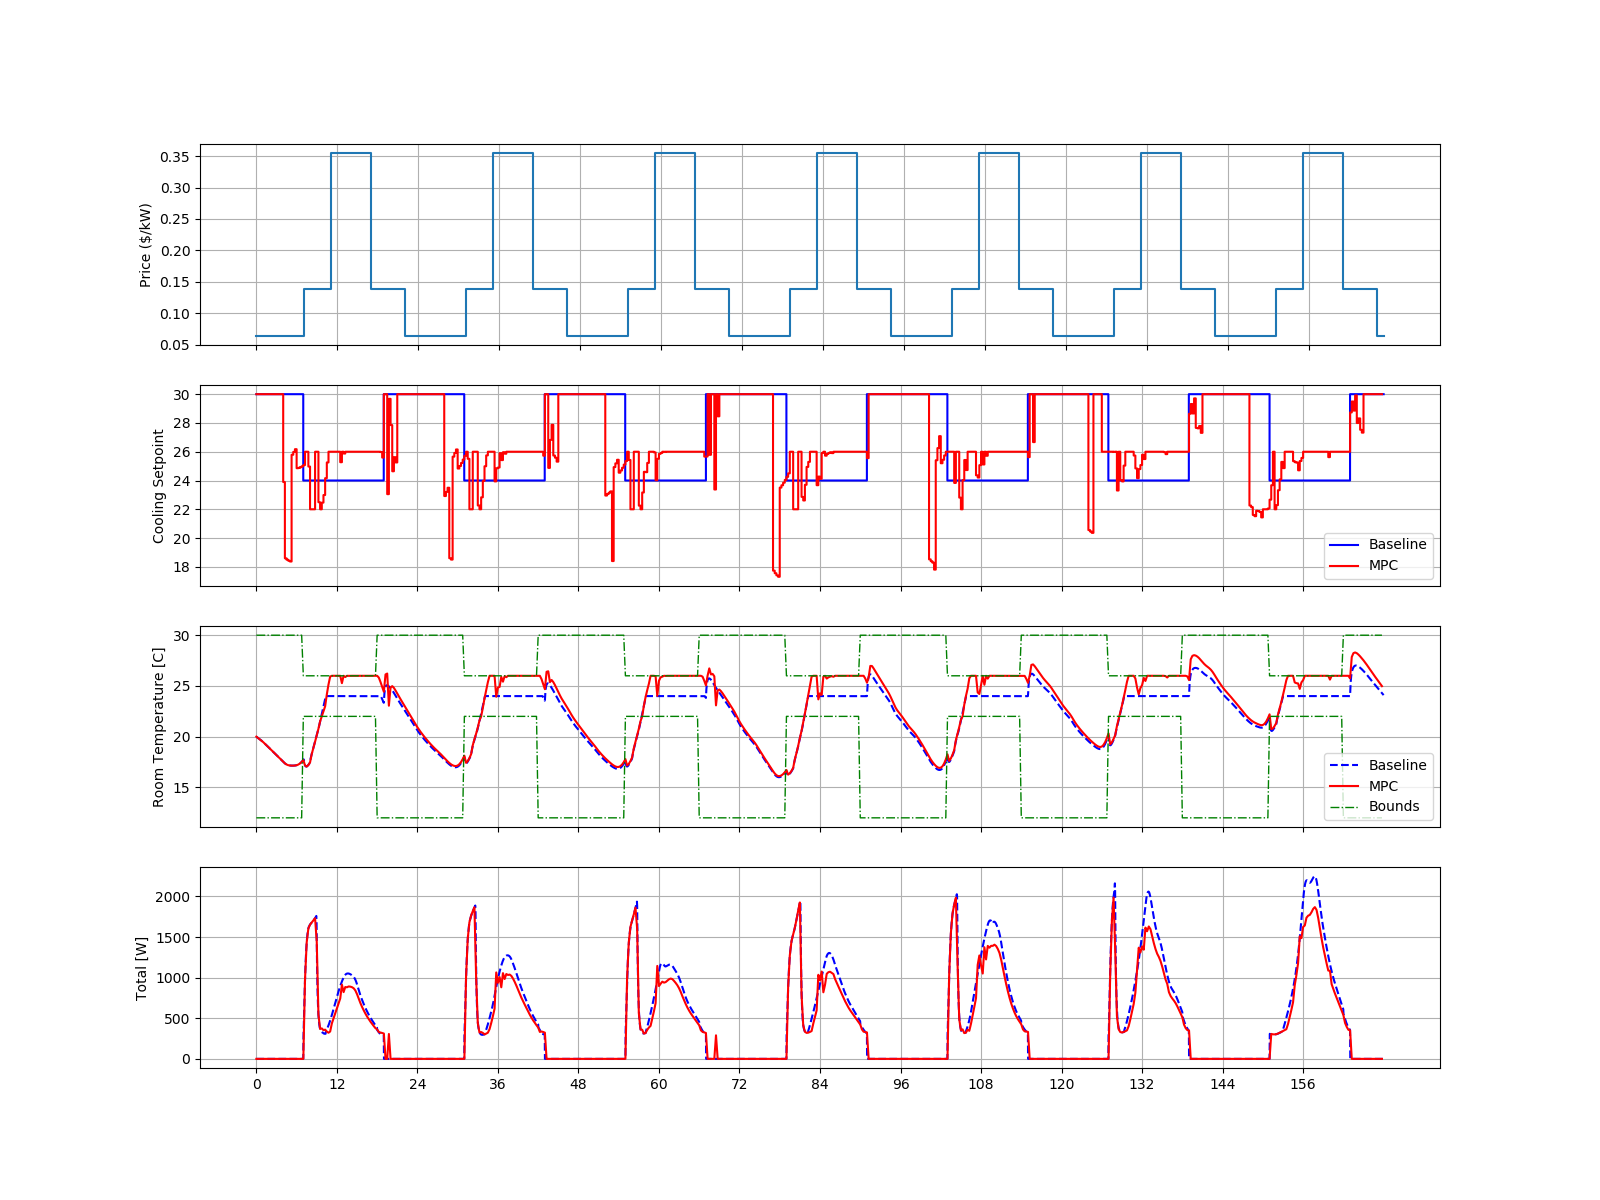 Price ($/kW)
0.35
0.30
0.25
0.20
0.15
0.10
0.05
Cooling Setpoint
30
28
26
24
22
20
18
Baseline
MPC
Room Temperature [C]
30
25
20
15
Baseline
MPC
Bounds
Total [W]
2000
1500
1000
500
0
0 12 24 36 48 60 72 84 96 108 120 132 144 156